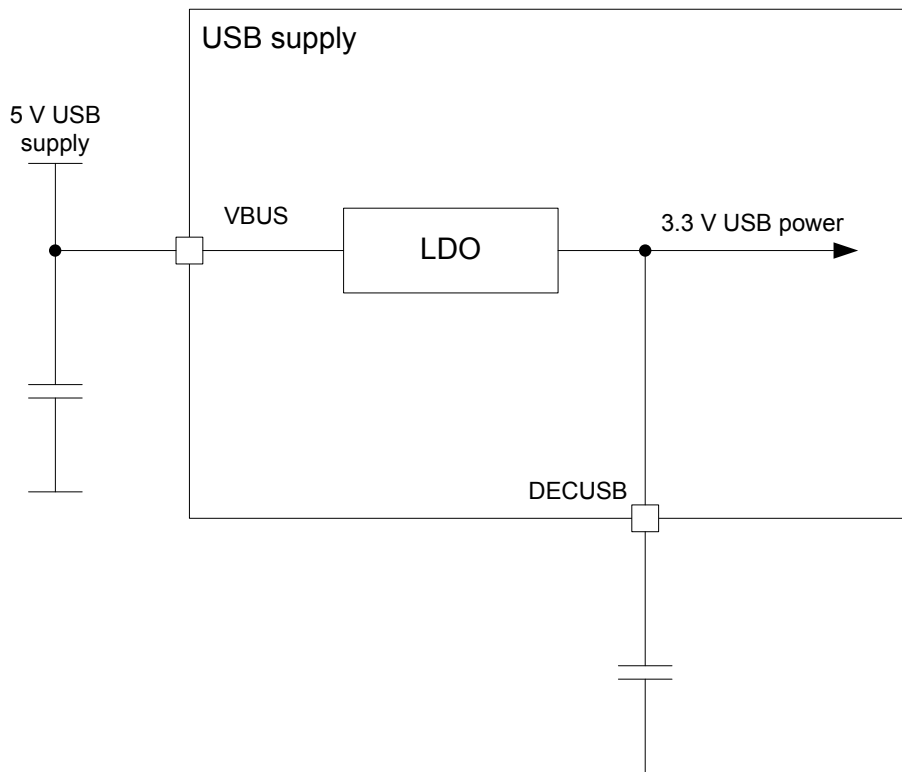 USB supply
5 V USB
supply
VBUS
LDO
3.3 V USB power
DECUSB